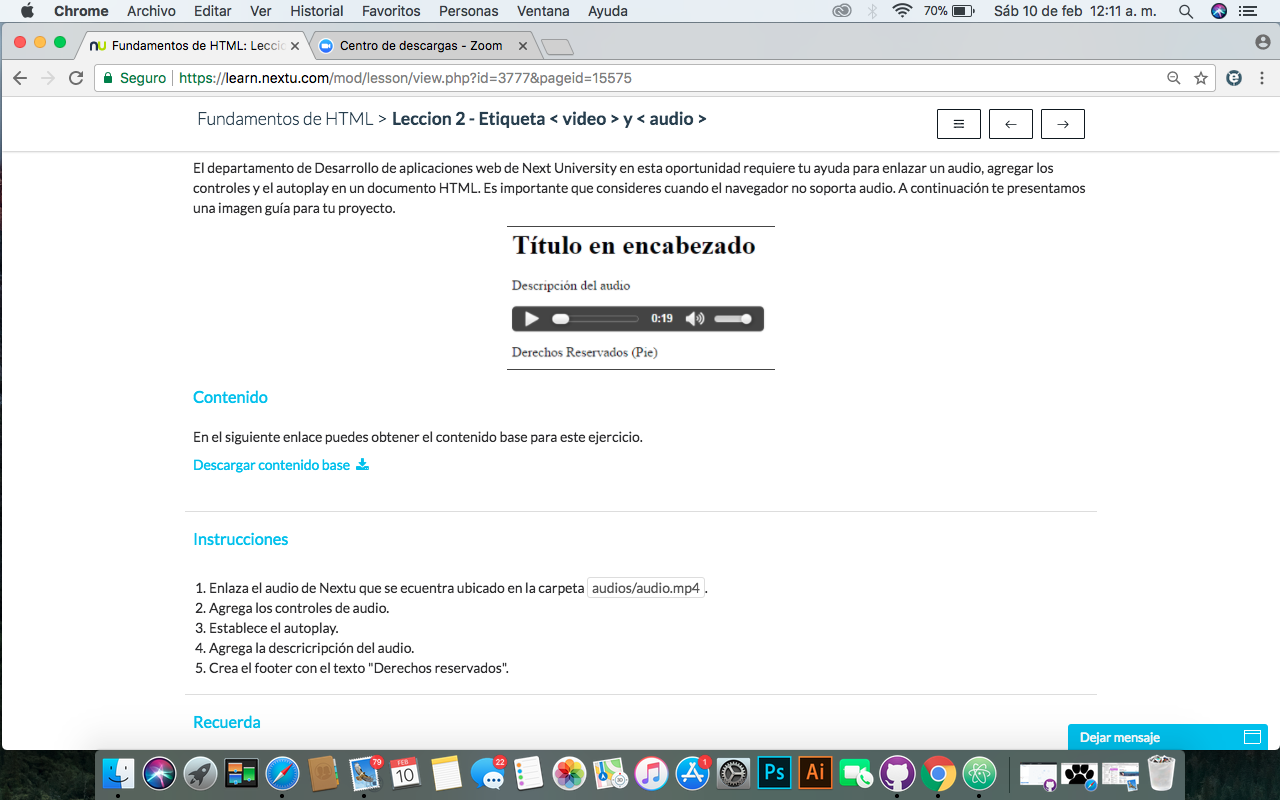 Chrome Archivo Editar Ver Historial Favoritos Personas Ventana Ayuda 70% Sáb 10 de feb 12:11 a. m.
Fundamentos de HTML: Lecci Centro de descargas - Zoom
Seguro https://learn.nextu.com/mod/lesson/view.php?id=3777&pageid=15575
Fundamentos de HTML > Leccion 2 - Etiqueta < video > y < audio >
El departamento de Desarrollo de aplicaciones web de Next University en esta oportunidad requiere tu ayuda para enlazar un audio, agregar los
controles y el autoplay en un documento HTML. Es importante que consideres cuando el navegador no soporta audio. A continuación te presentamos
una imagen guía para tu proyecto.
Título en encabezado
Descripción del audio
0:19
Derechos Reservados (Pie)
Contenido
En el siguiente enlace puedes obtener el contenido base para este ejercicio.
Descargar contenido base
Instrucciones
1. Enlaza el audio de Nextu que se ecuentra ubicado en la carpeta audios/audio.mp4.
2. Agrega los controles de audio.
3. Establece el autoplay.
4. Agrega la descricripción del audio.
5. Crea el footer con el texto "Derechos reservados".
Recuerda
Dejar mensaje
79 FEB 10 22 1 Ps Ai